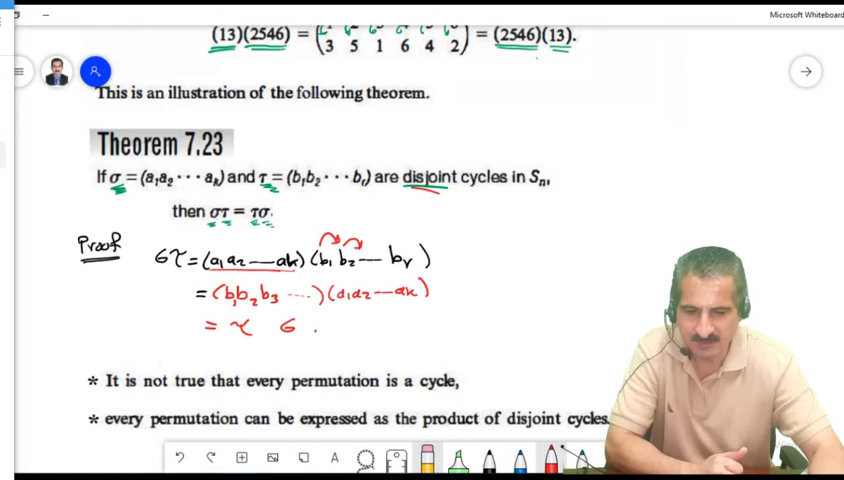 Microsoft Whiteboard
(13)(2546) = ( 3 5 1 6 4 2 ) = (2546)(13).
This is an illustration of the following theorem.
Theorem 7.23
If σ = (a₁a₂ · · · aₖ) and τ = (b₁b₂ · · · bᵣ) are disjoint cycles in Sₙ,
then στ = τσ.
Proof
στ = (a₁ a₂ — aₖ) (b₁ b₂ — bᵣ)
= (b₁b₂ b₃ ....) (a₁a₂ — aₖ)
= τ σ .
* It is not true that every permutation is a cycle,
* every permutation can be expressed as the product of disjoint cycles.